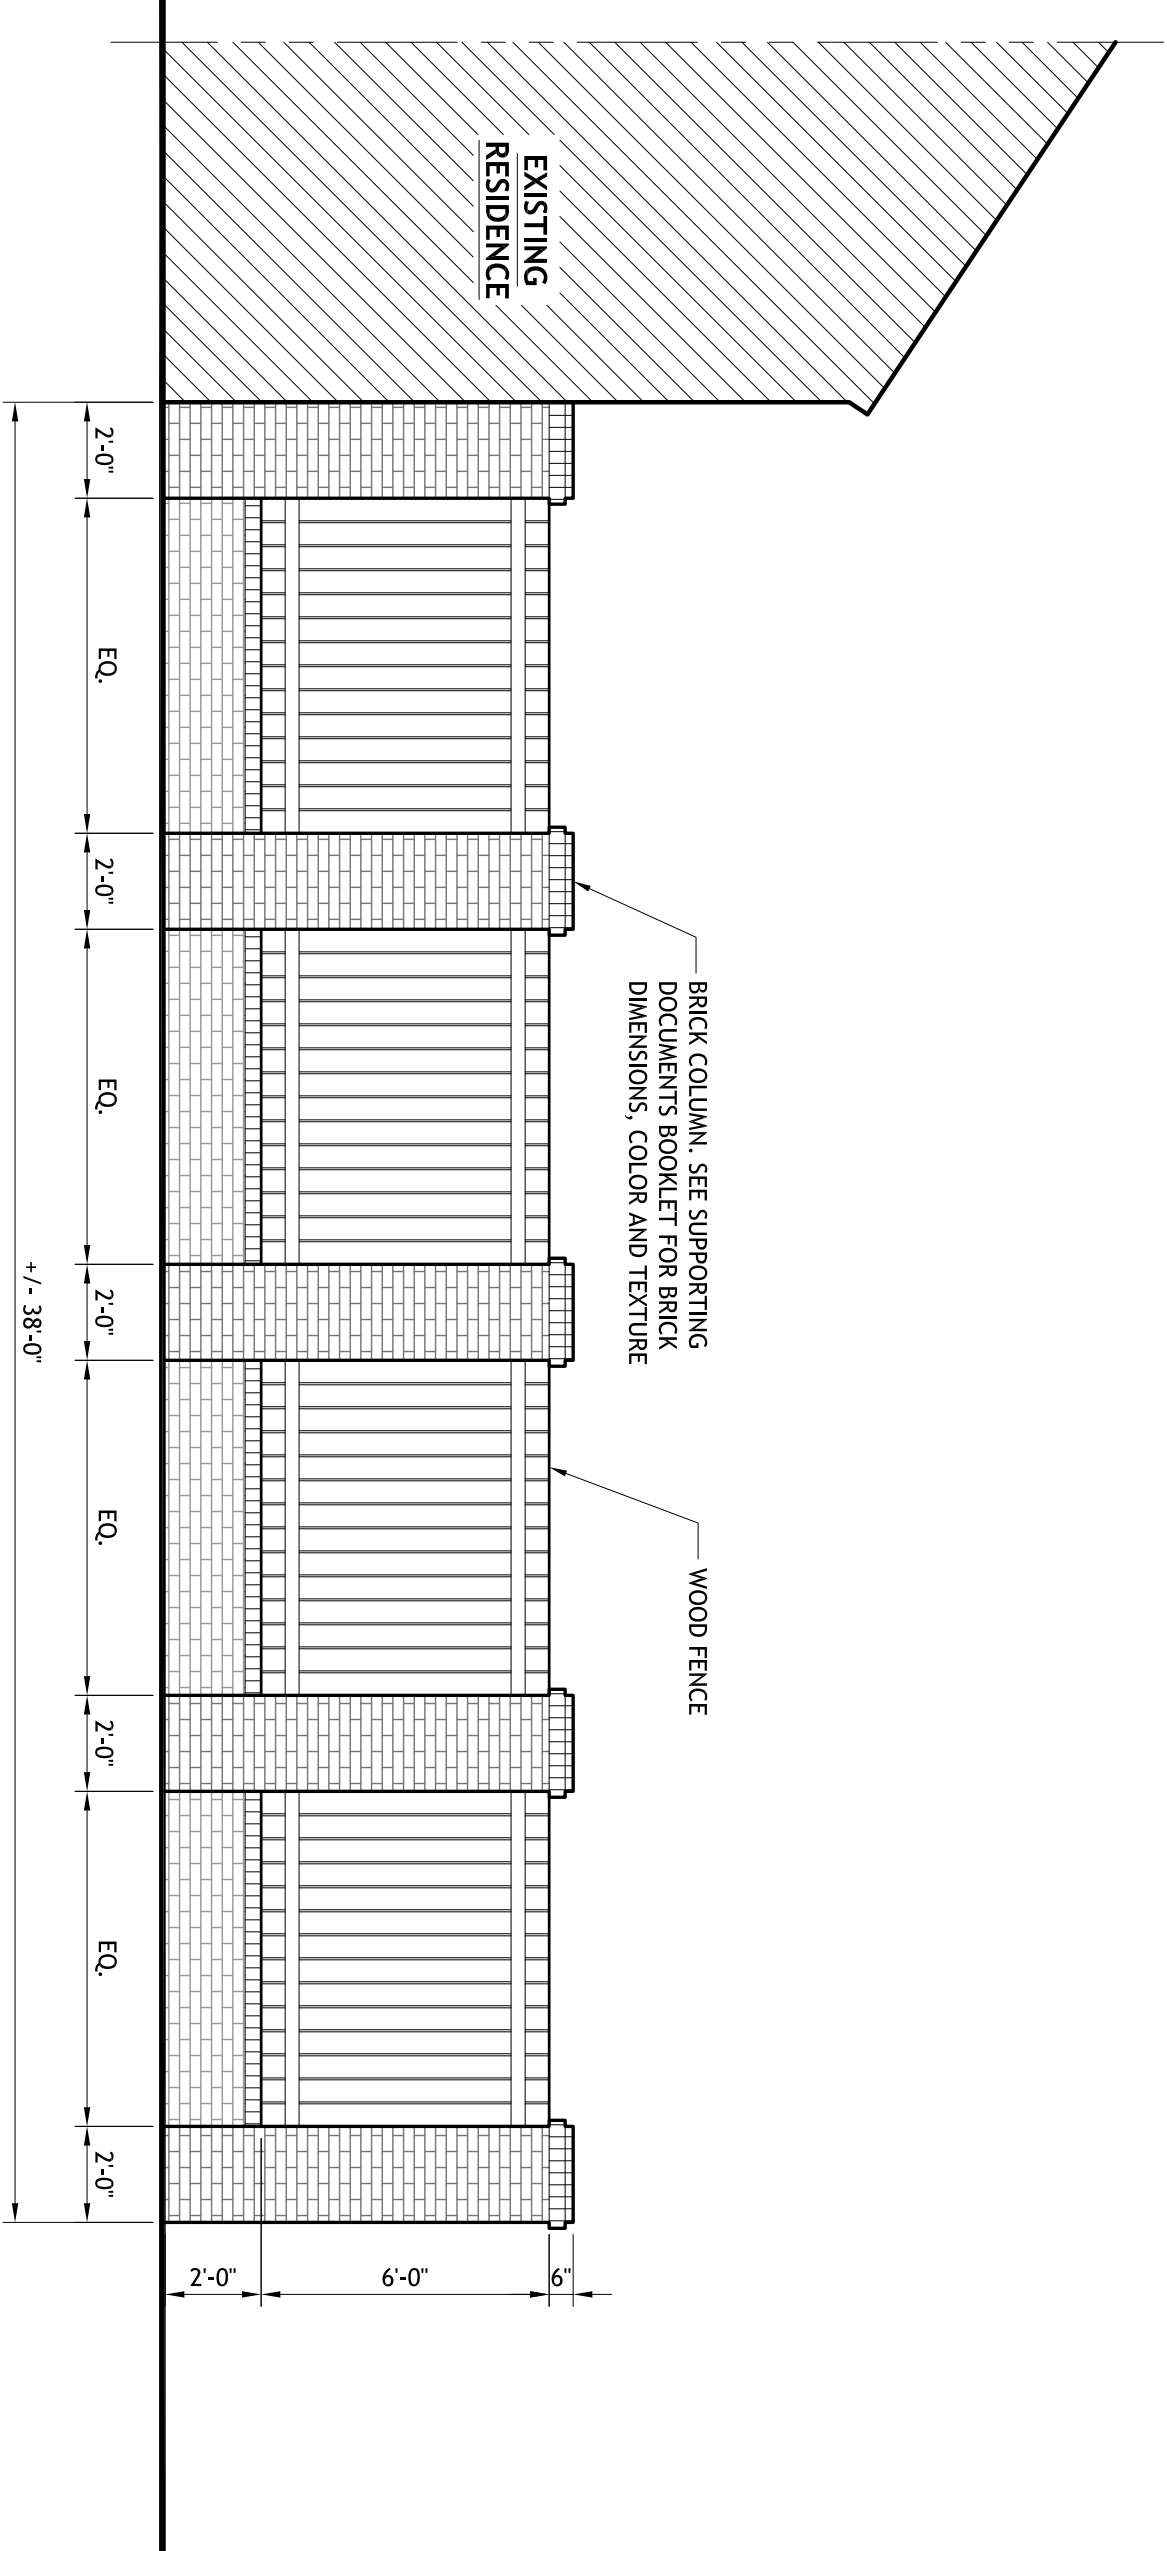 EXISTING
RESIDENCE
BRICK COLUMN. SEE SUPPORTING
DOCUMENTS BOOKLET FOR BRICK
DIMENSIONS, COLOR AND TEXTURE
WOOD FENCE
6"
6'-0"
2'-0"
2'-0"
EQ.
2'-0"
EQ.
2'-0"
EQ.
2'-0"
EQ.
2'-0"
+/- 38'-0"